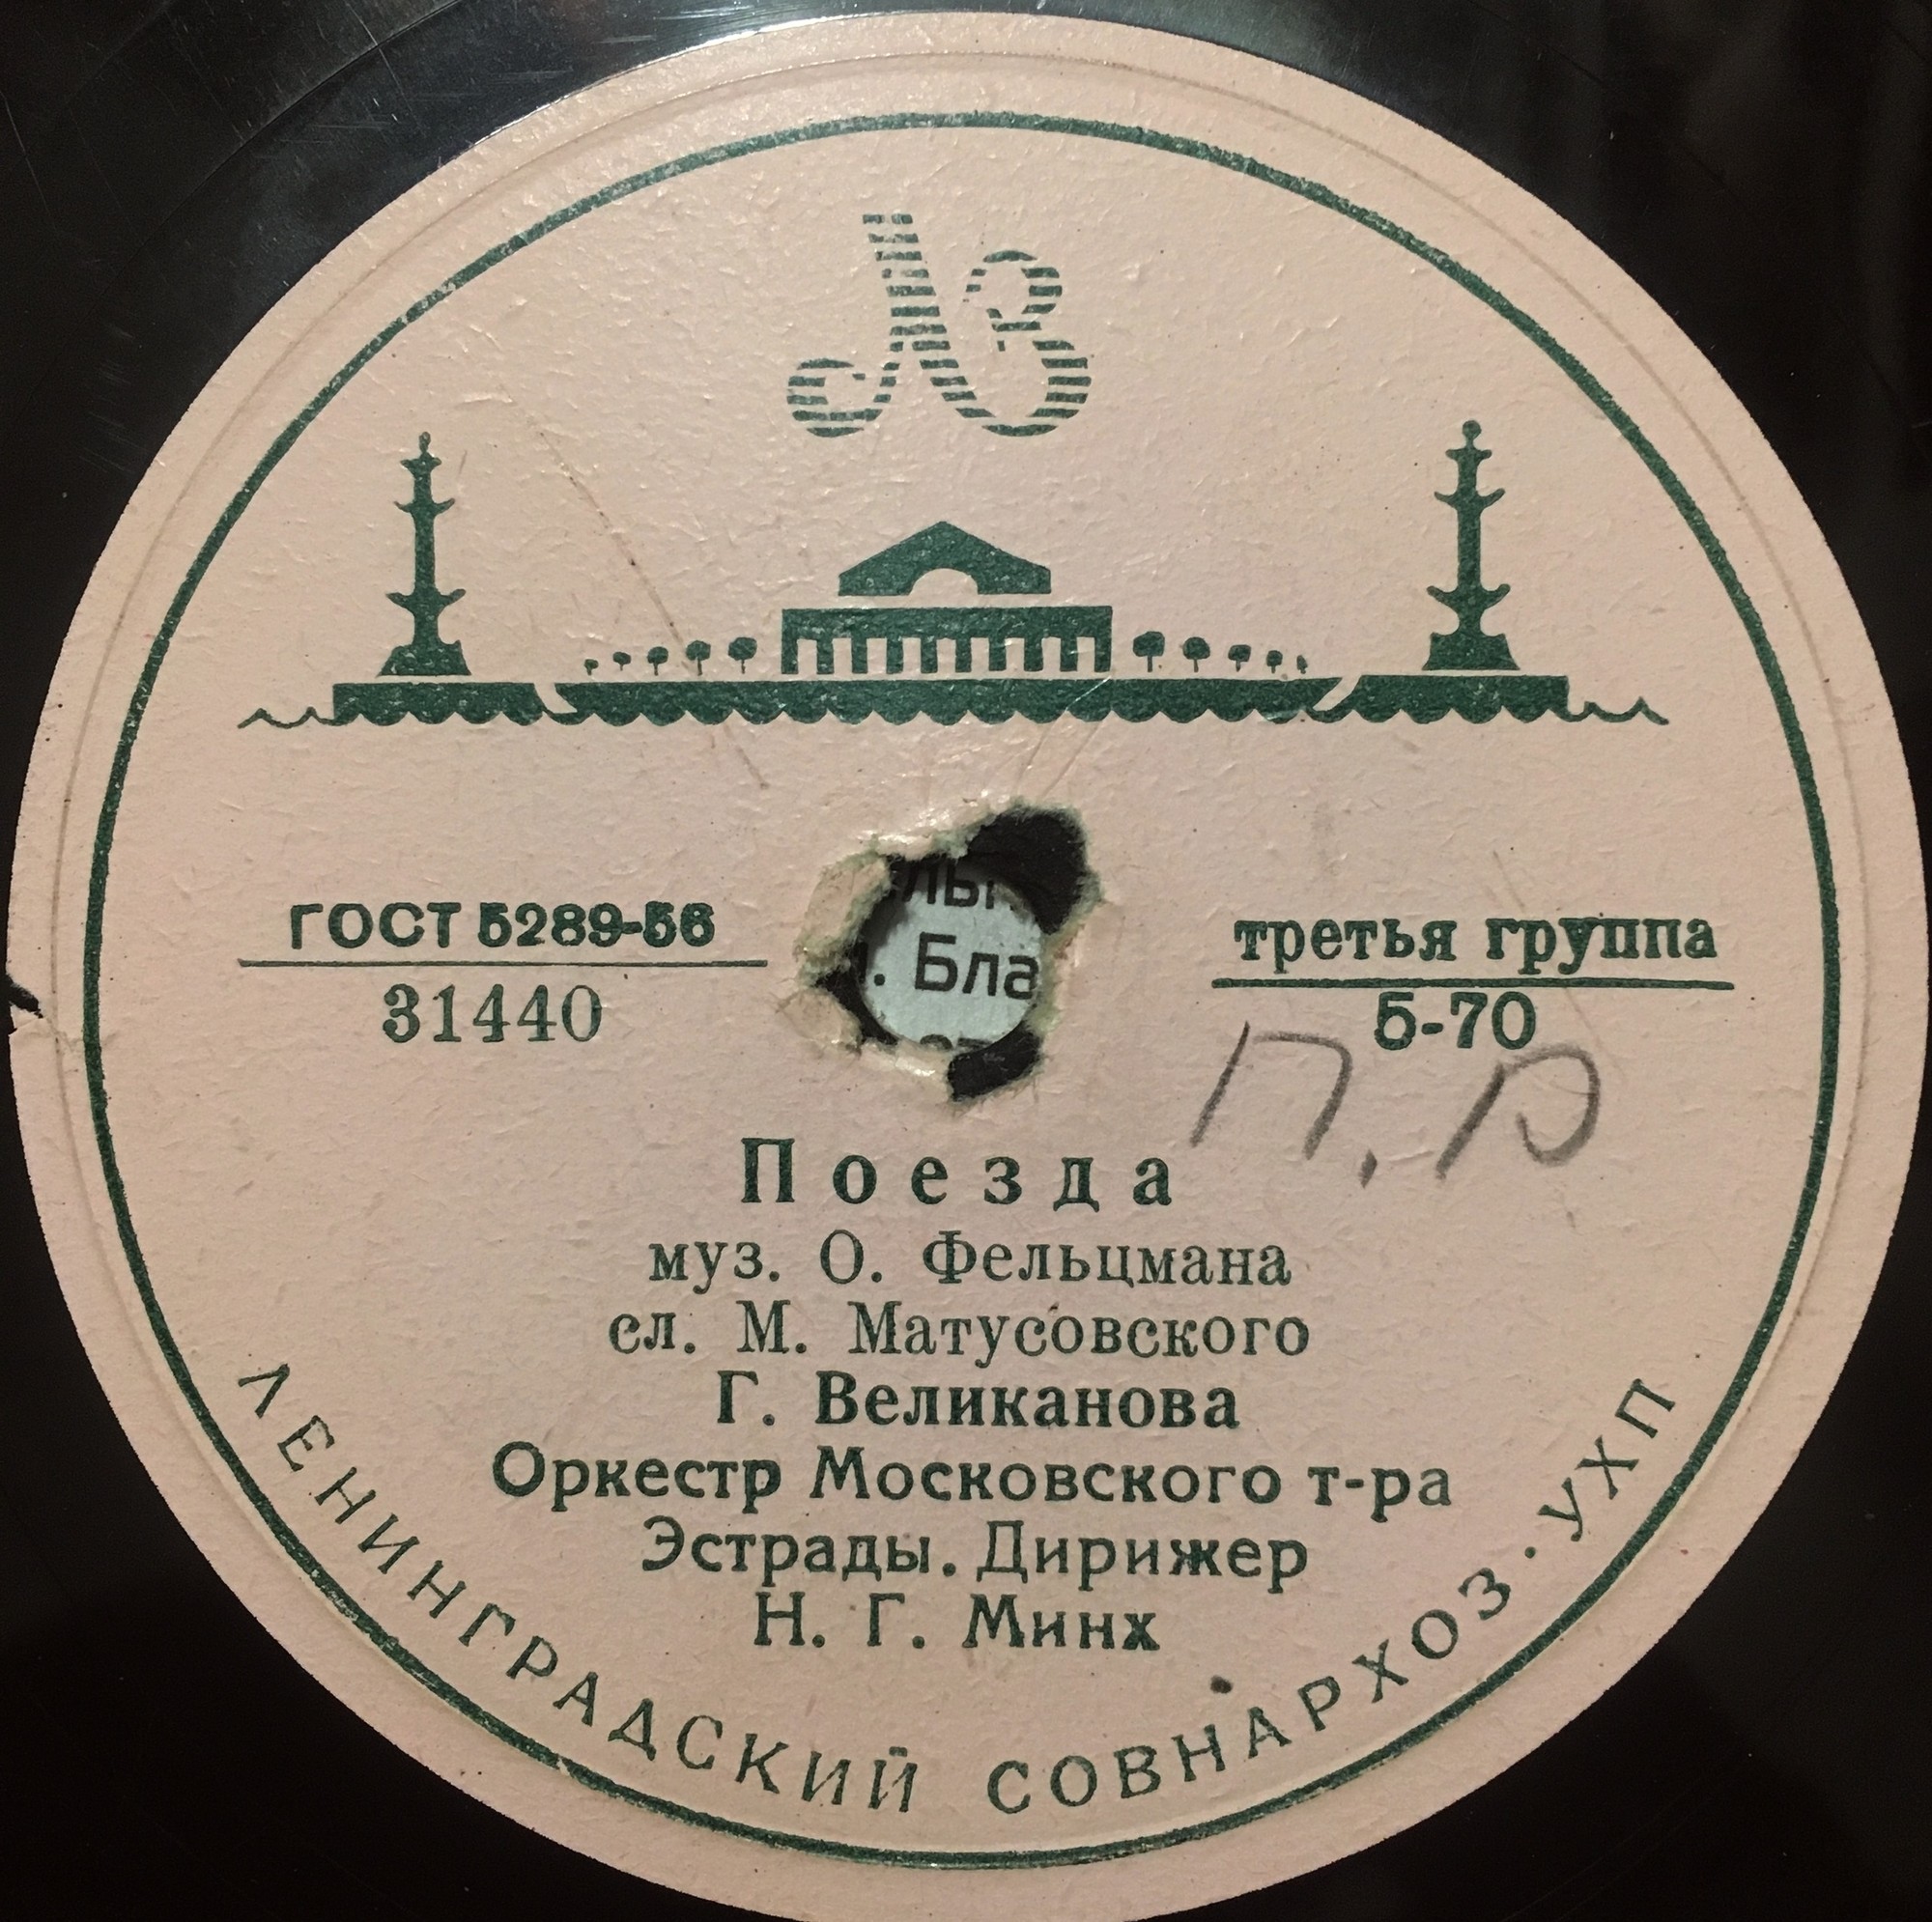 ЛЗ
ГОСТ 5289-56
31440
третья группа
5-70
П. В
Поезда
муз. О. Фельцмана
сл. М. Матусовского
Г. Великанова
Оркестр Московского т-ра
Эстрады. Дирижер
Н. Г. Минх
ЛЕНИНГРАДСКИЙ СОВНАРХОЗ · УХП